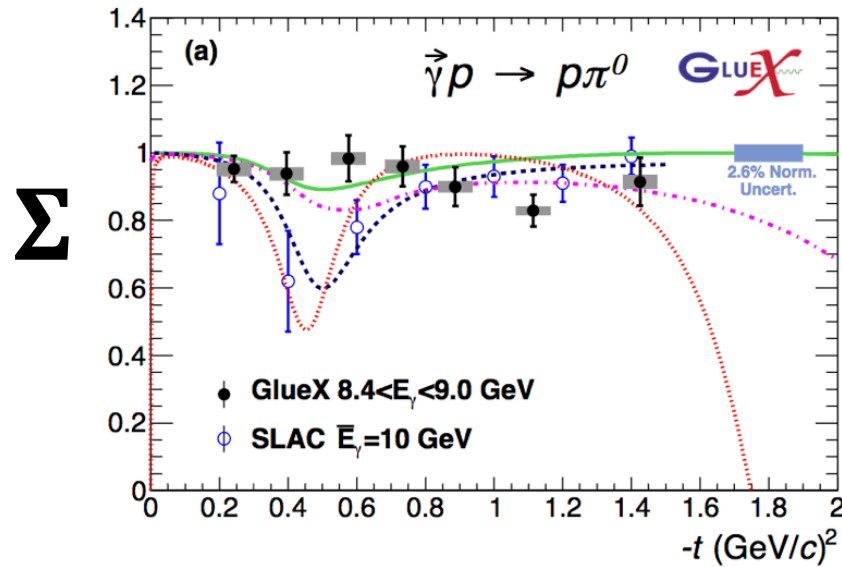 1.4
(a)
γ⃗p → pπ⁰
GLUEX
1.2
1
2.6% Norm.
Uncert.
Σ
0.8
0.6
0.4
GlueX 8.4<Eγ<9.0 GeV
0.2
SLAC E̅γ=10 GeV
0
0 0.2 0.4 0.6 0.8 1 1.2 1.4 1.6 1.8 2
-t (GeV/c)²